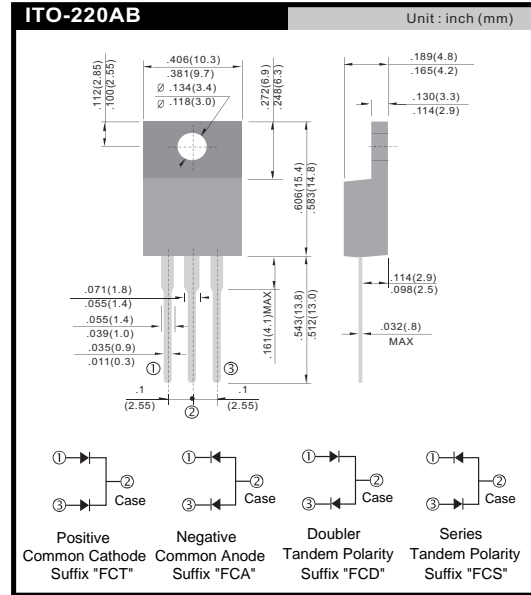 ITO-220AB
Unit : inch (mm)
.406(10.3)
.381(9.7)
Ø .134(3.4)
Ø .118(3.0)
.112(2.85)
.100(2.55)
.272(6.9)
.248(6.3)
.189(4.8)
.165(4.2)
.130(3.3)
.114(2.9)
.606(15.4)
.583(14.8)
.071(1.8)
.055(1.4)
.055(1.4)
.039(1.0)
.035(0.9)
.011(0.3)
.161(4.1)MAX
.543(13.8)
.512(13.0)
.114(2.9)
.098(2.5)
.032(.8)
MAX
① ③
.1
(2.55)
②
.1
(2.55)
① ② ③ Case
① ② ③ Case
① ② ③ Case
① ② ③ Case
Positive
Common Cathode
Suffix "FCT"
Negative
Common Anode
Suffix "FCA"
Doubler
Tandem Polarity
Suffix "FCD"
Series
Tandem Polarity
Suffix "FCS"